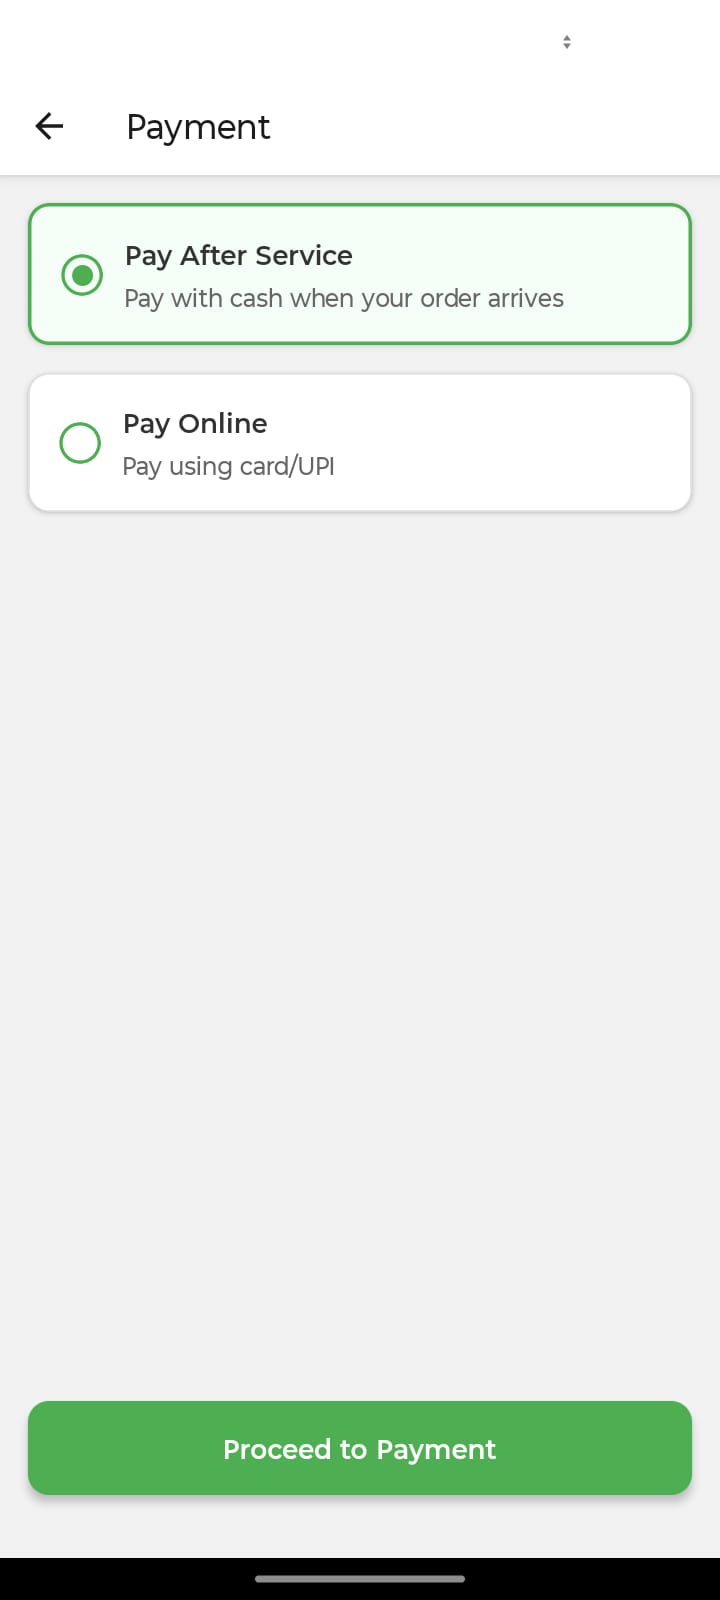 Payment
Pay After Service
Pay with cash when your order arrives
Pay Online
Pay using card/UPI
Proceed to Payment